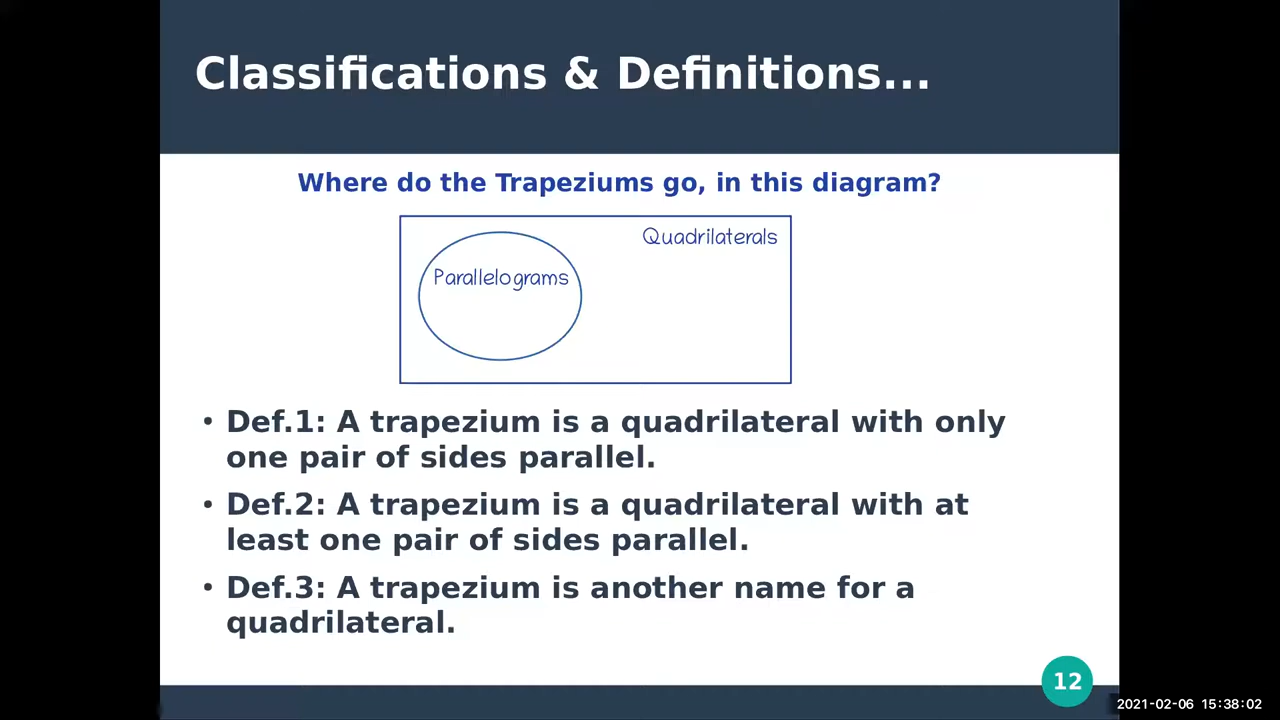 Classifications & Definitions...
Where do the Trapeziums go, in this diagram?
Quadrilaterals
Parallelograms
• Def.1: A trapezium is a quadrilateral with only
one pair of sides parallel.
• Def.2: A trapezium is a quadrilateral with at
least one pair of sides parallel.
• Def.3: A trapezium is another name for a
quadrilateral.
12
2021-02-06 15:38:02